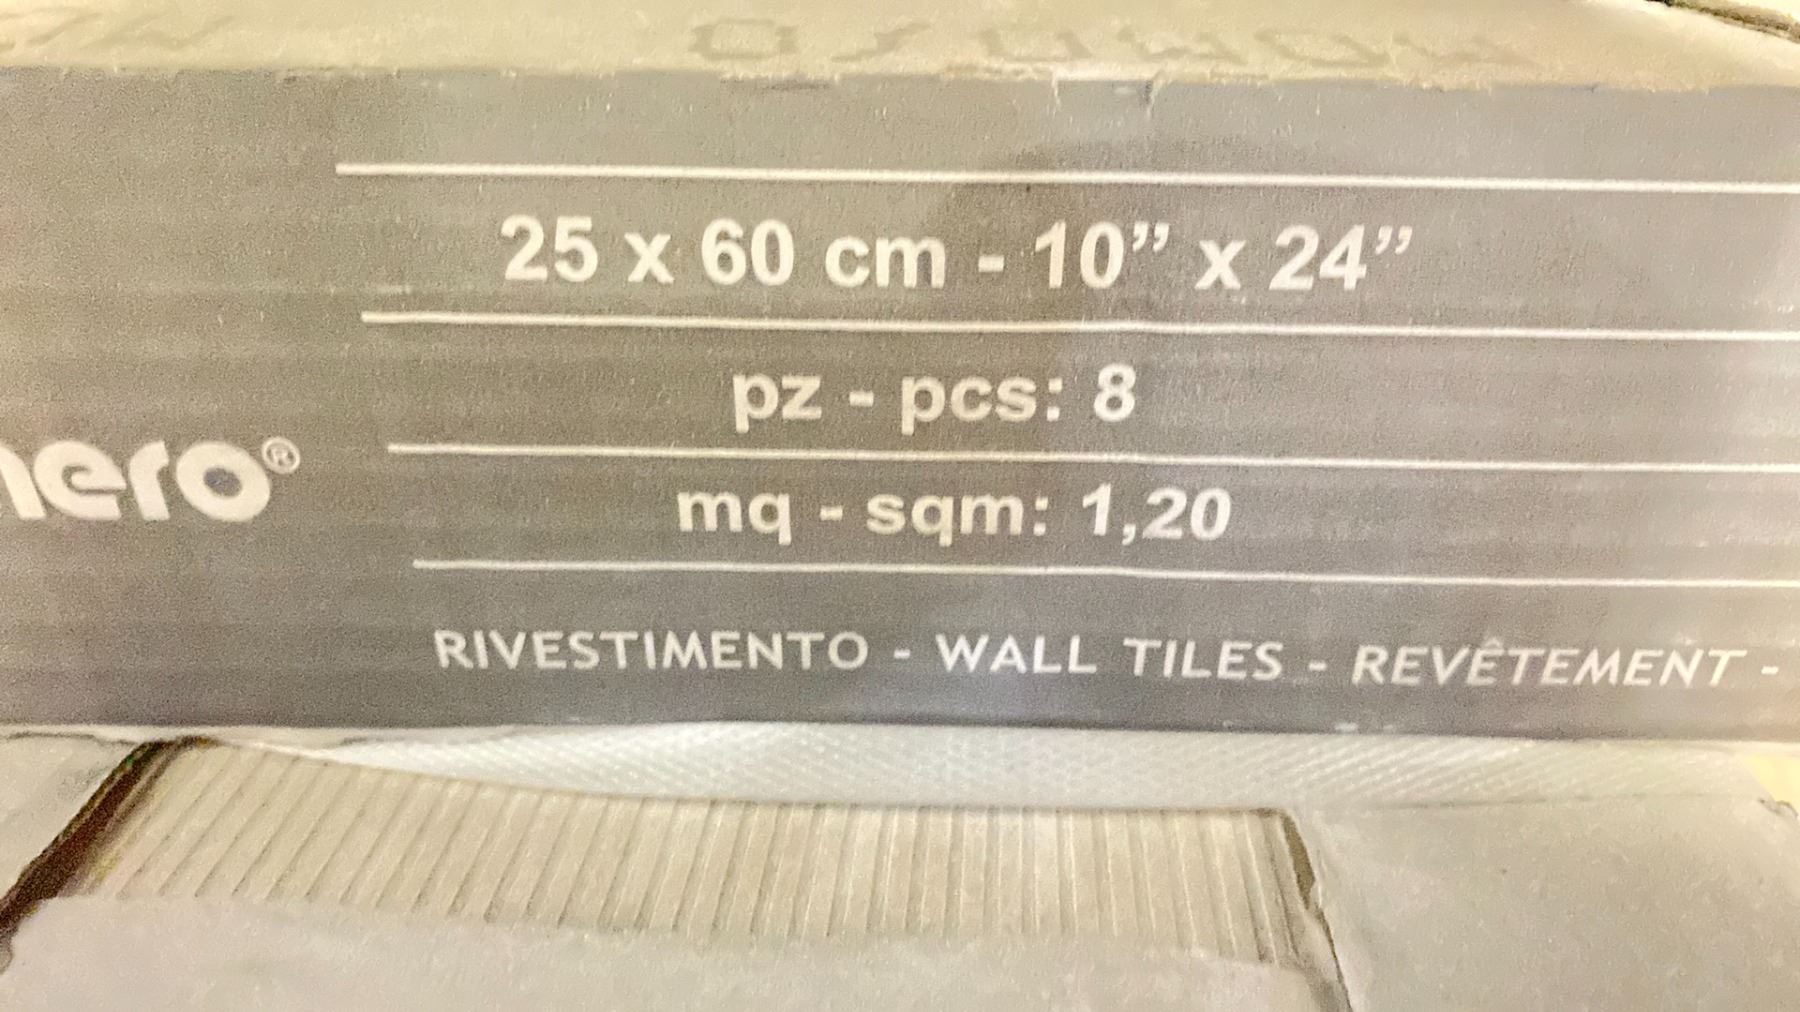 25 x 60 cm - 10” x 24”
pz - pcs: 8
nero®
mq - sqm: 1,20
RIVESTIMENTO - WALL TILES - REVÊTEMENT -